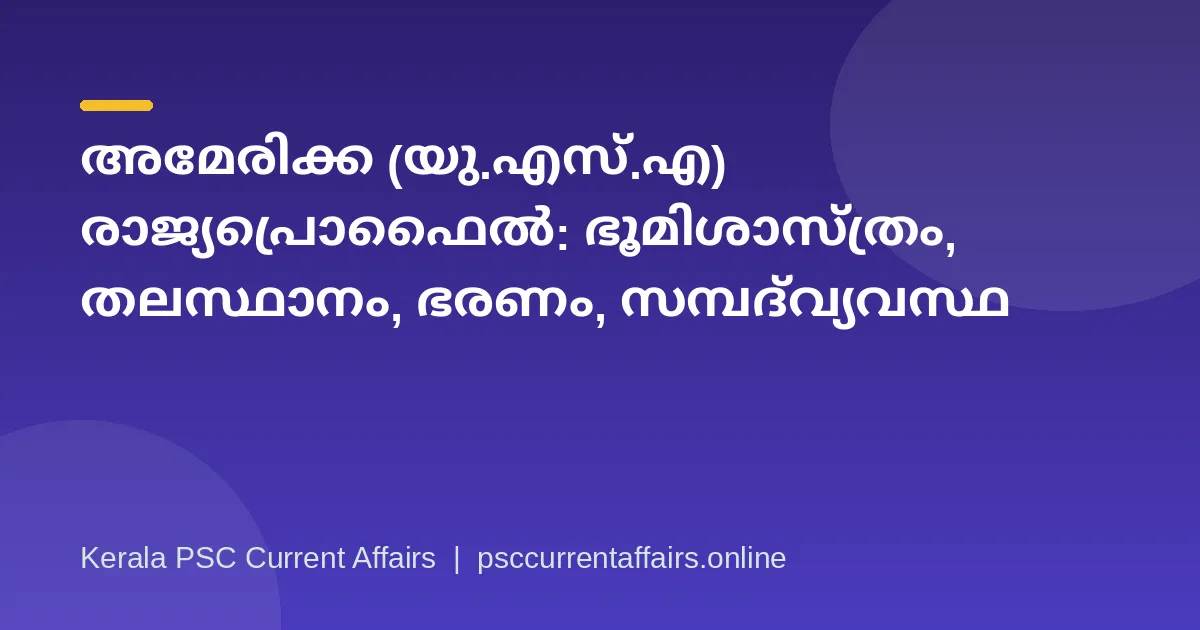 അമേരിക്ക (യു.എസ്.എ)
രാജ്യപ്രൊഫൈൽ: ഭൂമിശാസ്ത്രം,
തലസ്ഥാനം, ഭരണം, സമ്പദ്‌വ്യവസ്ഥ
Kerala PSC Current Affairs | psccurrentaffairs.online